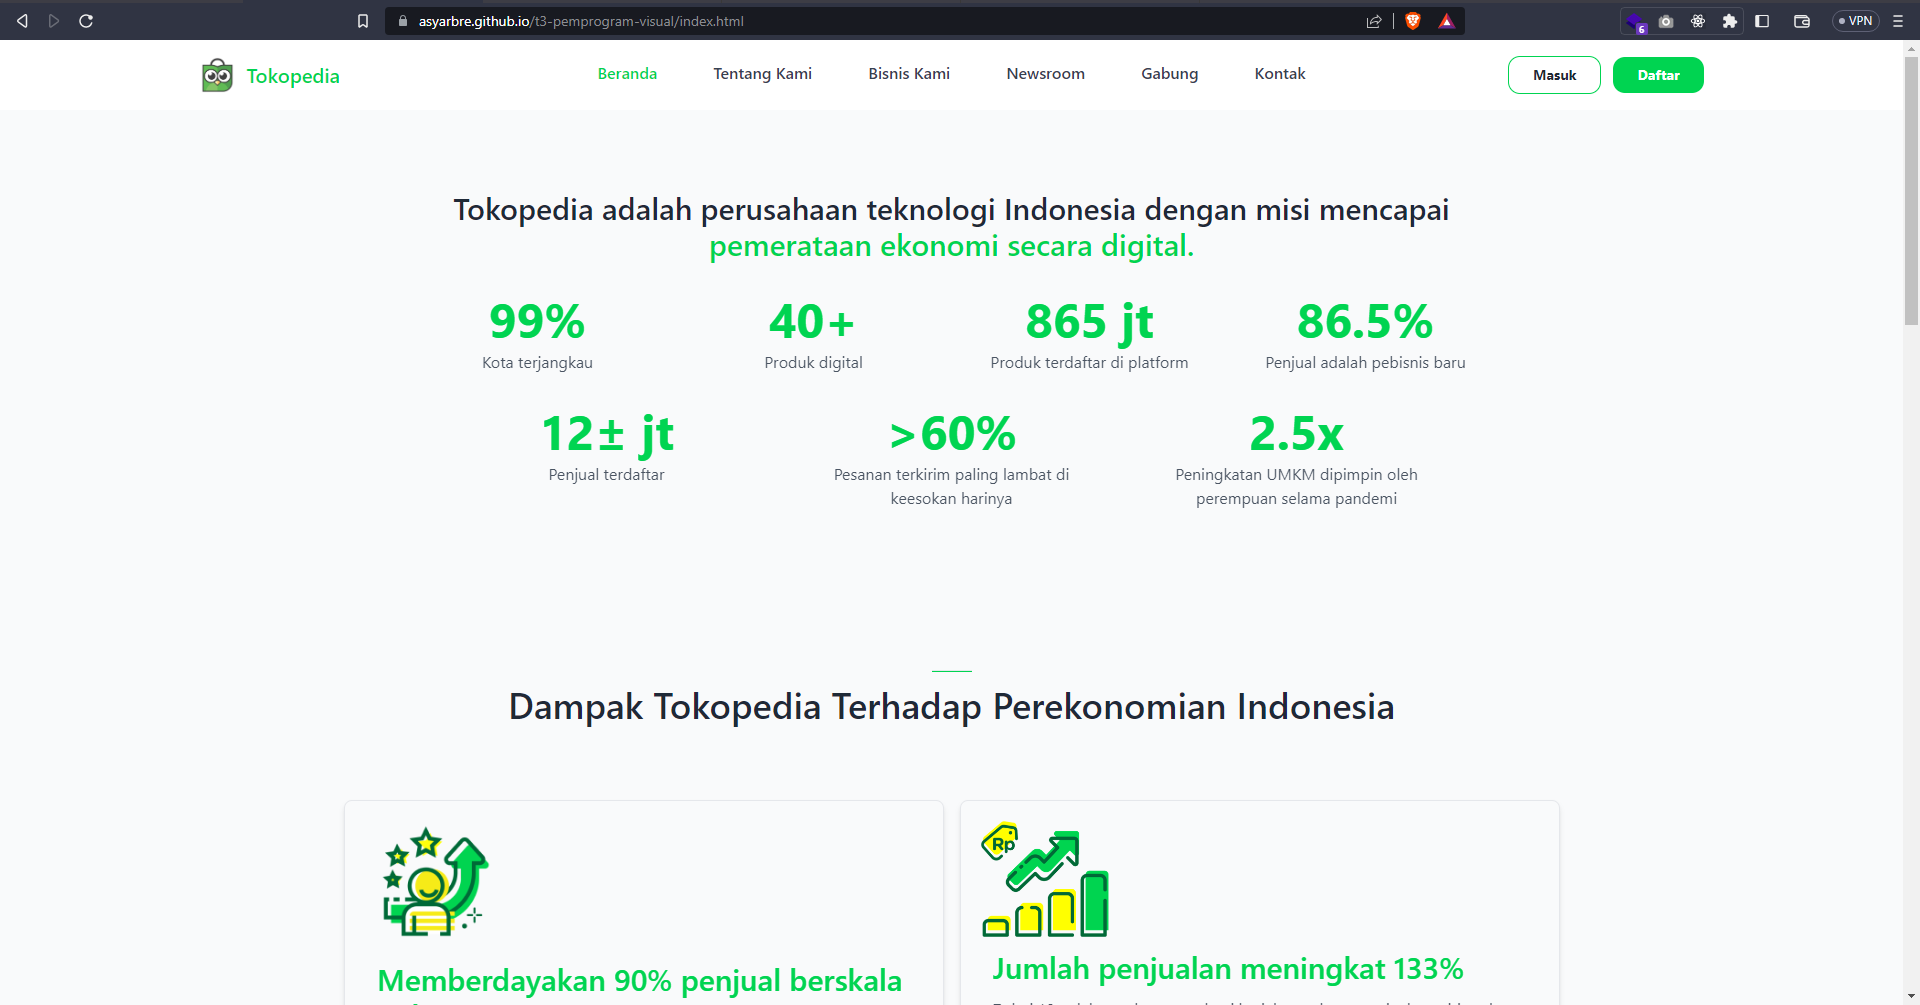 asyarbre.github.io/t3-pemprogram-visual/index.html
6
VPN
Tokopedia
Beranda
Tentang Kami
Bisnis Kami
Newsroom
Gabung
Kontak
Masuk
Daftar
Tokopedia adalah perusahaan teknologi Indonesia dengan misi mencapai
pemerataan ekonomi secara digital.
99%
Kota terjangkau
40+
Produk digital
865 jt
Produk terdaftar di platform
86.5%
Penjual adalah pebisnis baru
12± jt
Penjual terdaftar
>60%
Pesanan terkirim paling lambat di
keesokan harinya
2.5x
Peningkatan UMKM dipimpin oleh
perempuan selama pandemi
Dampak Tokopedia Terhadap Perekonomian Indonesia
Memberdayakan 90% penjual berskala
Rp
Jumlah penjualan meningkat 133%